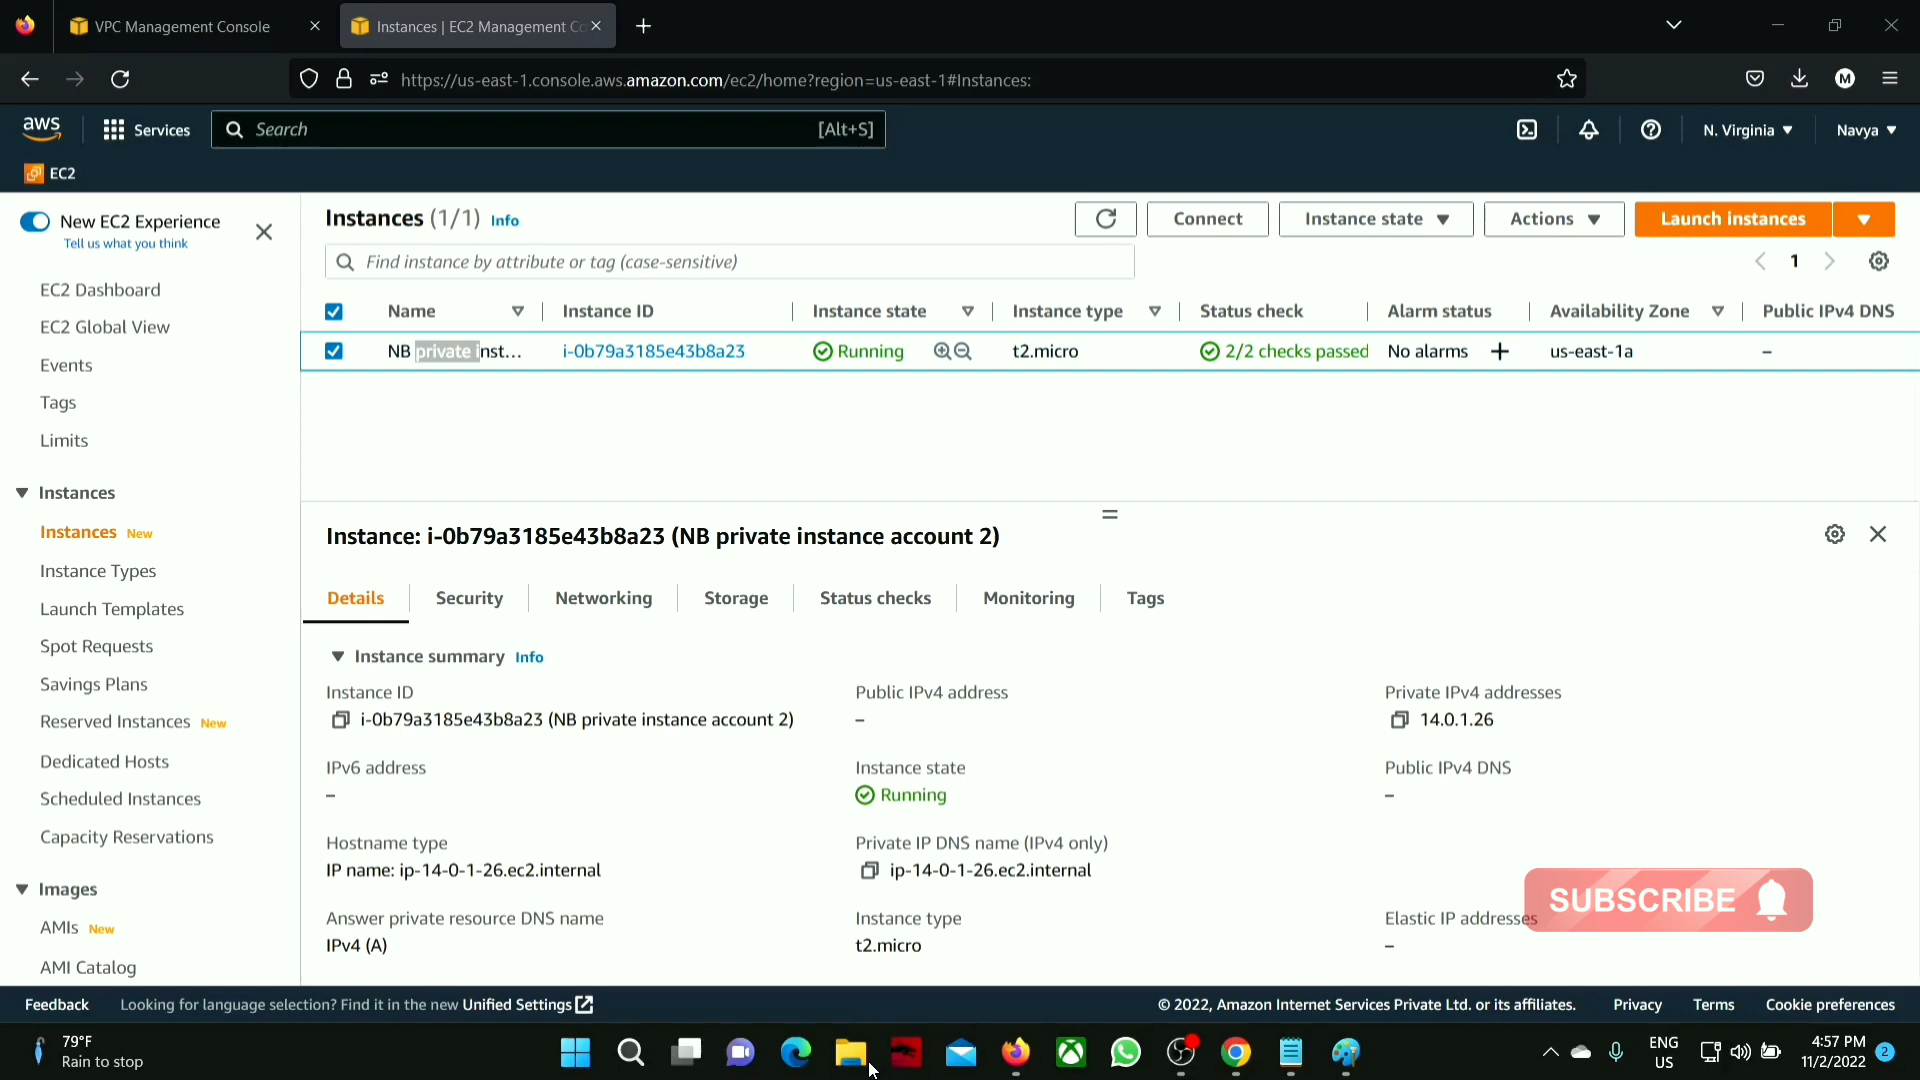 VPC Management Console
Instances | EC2 Management Co
https://us-east-1.console.aws.amazon.com/ec2/home?region=us-east-1#Instances:
M
aws
Services
Search
[Alt+S]
N. Virginia
Navya
EC2
New EC2 Experience
Tell us what you think
EC2 Dashboard
EC2 Global View
Events
Tags
Limits
Instances
Instances New
Instance Types
Launch Templates
Spot Requests
Savings Plans
Reserved Instances New
Dedicated Hosts
Scheduled Instances
Capacity Reservations
Images
AMIs New
AMI Catalog
Instances (1/1) Info
Connect
Instance state
Actions
Launch instances
Find instance by attribute or tag (case-sensitive)
1
Name Instance ID Instance state Instance type Status check Alarm status Availability Zone Public IPv4 DNS
NB private inst... i-0b79a3185e43b8a23 Running t2.micro 2/2 checks passed No alarms + us-east-1a –
Instance: i-0b79a3185e43b8a23 (NB private instance account 2)
Details Security Networking Storage Status checks Monitoring Tags
Instance summary Info
Instance ID Public IPv4 address Private IPv4 addresses
i-0b79a3185e43b8a23 (NB private instance account 2) – 14.0.1.26
IPv6 address Instance state Public IPv4 DNS
– Running –
Hostname type Private IP DNS name (IPv4 only)
IP name: ip-14-0-1-26.ec2.internal ip-14-0-1-26.ec2.internal
SUBSCRIBE
Answer private resource DNS name Instance type Elastic IP addresses
IPv4 (A) t2.micro –
Feedback Looking for language selection? Find it in the new Unified Settings © 2022, Amazon Internet Services Private Ltd. or its affiliates. Privacy Terms Cookie preferences
79°F
Rain to stop
ENG
US
4:57 PM
11/2/2022
2